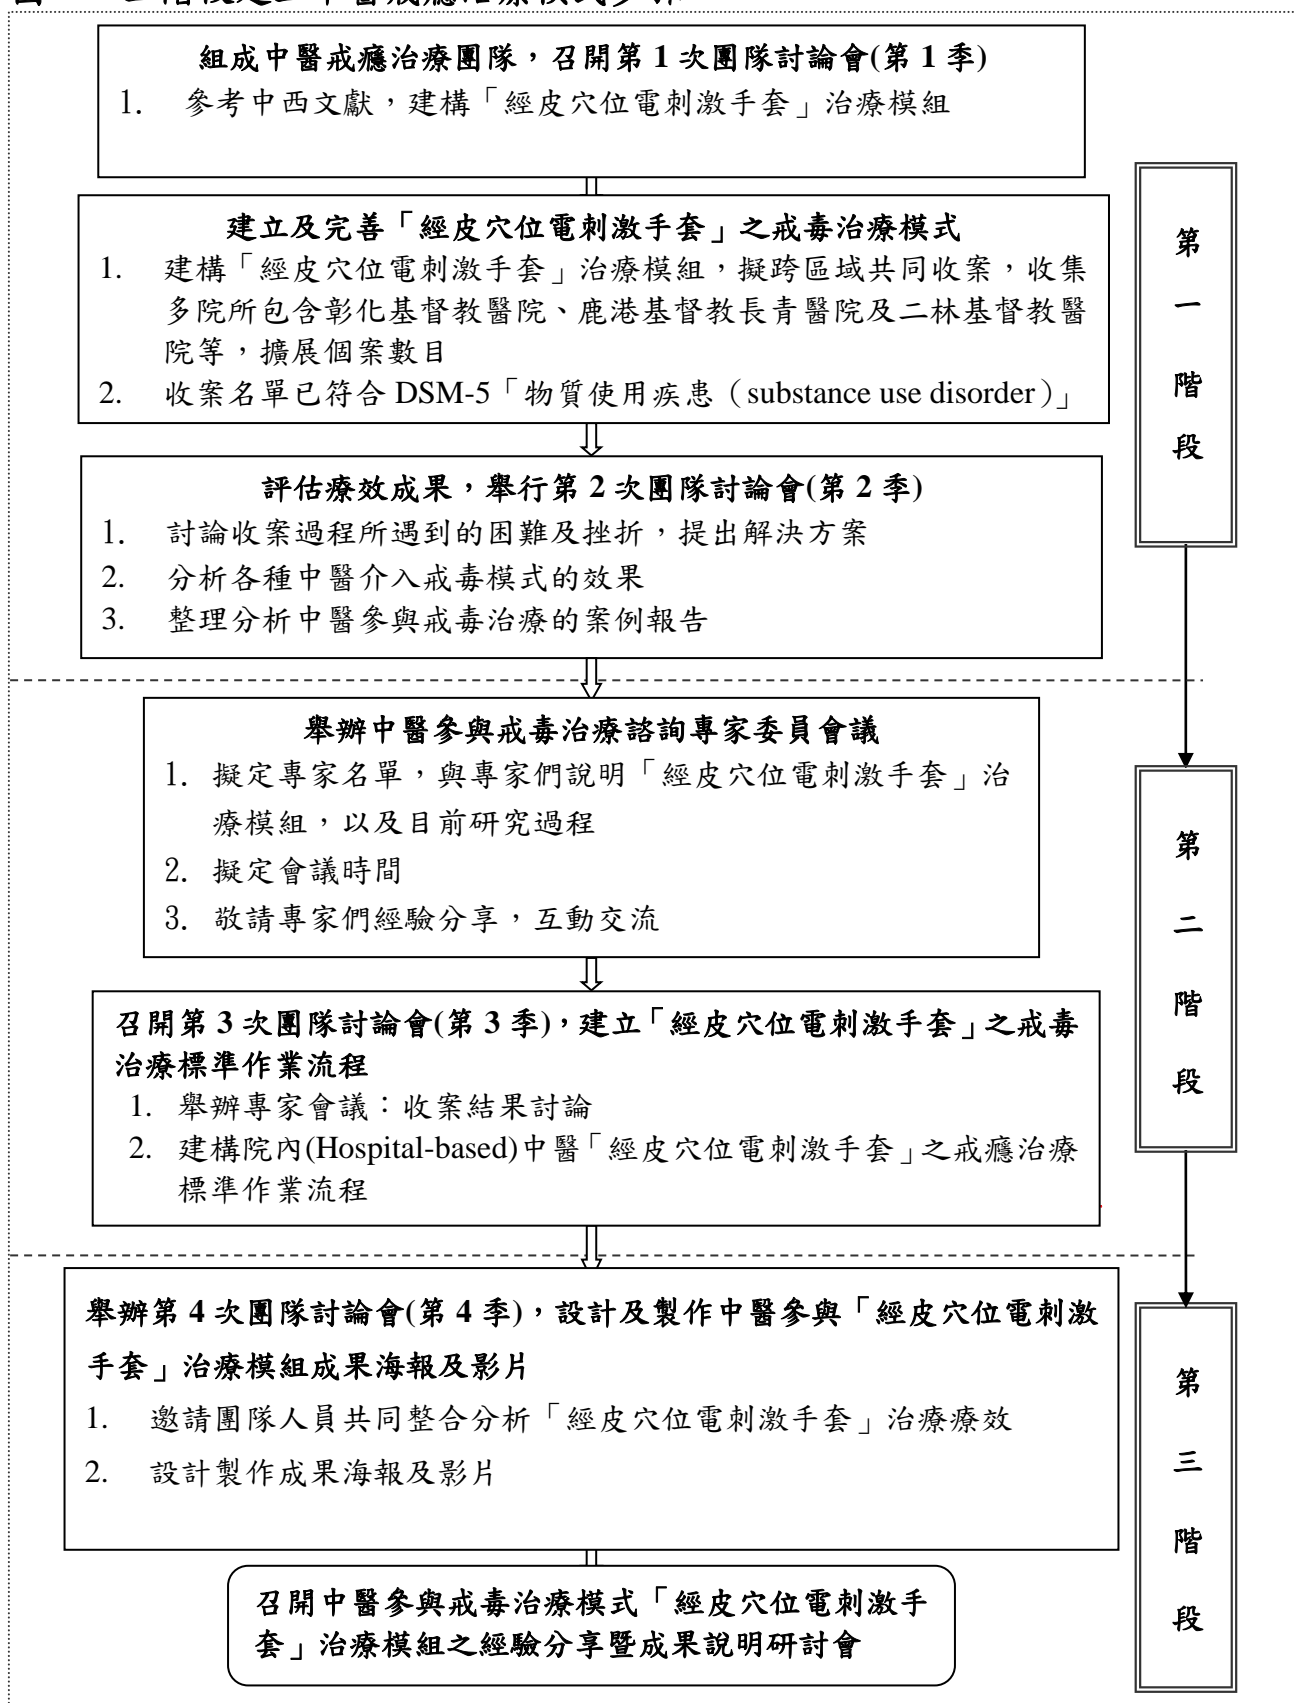 組成中醫戒癮治療團隊，召開第 1 次團隊討論會(第 1 季)
1. 參考中西文獻，建構「經皮穴位電刺激手套」治療模組
建立及完善「經皮穴位電刺激手套」之戒毒治療模式
1. 建構「經皮穴位電刺激手套」治療模組，擬跨區域共同收案，收集
多院所包含彰化基督教醫院、鹿港基督教長青醫院及二林基督教醫
院等，擴展個案數目
2. 收案名單已符合 DSM-5「物質使用疾患（substance use disorder）」
評估療效成果，舉行第 2 次團隊討論會(第 2 季)
1. 討論收案過程所遇到的困難及挫折，提出解決方案
2. 分析各種中醫介入戒毒模式的效果
3. 整理分析中醫參與戒毒治療的案例報告
第
一
階
段
舉辦中醫參與戒毒治療諮詢專家委員會議
1. 擬定專家名單，與專家們說明「經皮穴位電刺激手套」治
療模組，以及目前研究過程
2. 擬定會議時間
3. 敬請專家們經驗分享，互動交流
召開第 3 次團隊討論會(第 3 季)，建立「經皮穴位電刺激手套」之戒毒
治療標準作業流程
1. 舉辦專家會議：收案結果討論
2. 建構院內(Hospital-based)中醫「經皮穴位電刺激手套」之戒癮治療
標準作業流程
第
二
階
段
舉辦第 4 次團隊討論會(第 4 季)，設計及製作中醫參與「經皮穴位電刺激
手套」治療模組成果海報及影片
1. 邀請團隊人員共同整合分析「經皮穴位電刺激手套」治療療效
2. 設計製作成果海報及影片
召開中醫參與戒毒治療模式「經皮穴位電刺激手
套」治療模組之經驗分享暨成果說明研討會
第
三
階
段